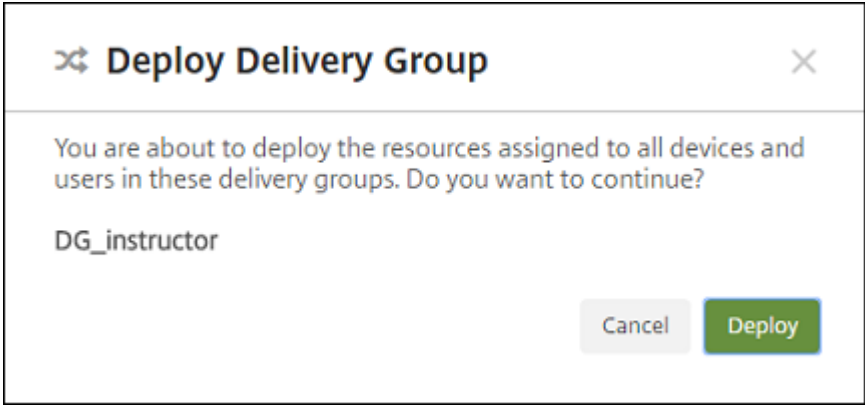 Deploy Delivery Group
You are about to deploy the resources assigned to all devices and
users in these delivery groups. Do you want to continue?
DG_instructor
Cancel
Deploy